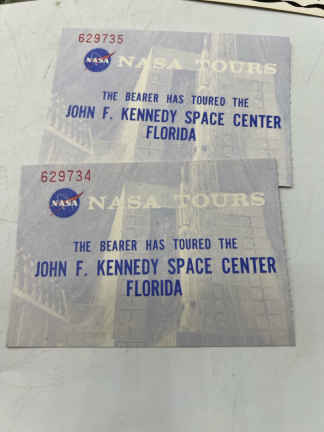 629735
NASA NASA TOURS
THE BEARER HAS TOURED THE
JOHN F. KENNEDY SPACE CENTER
FLORIDA
629734
NASA NASA TOURS
THE BEARER HAS TOURED THE
JOHN F. KENNEDY SPACE CENTER
FLORIDA